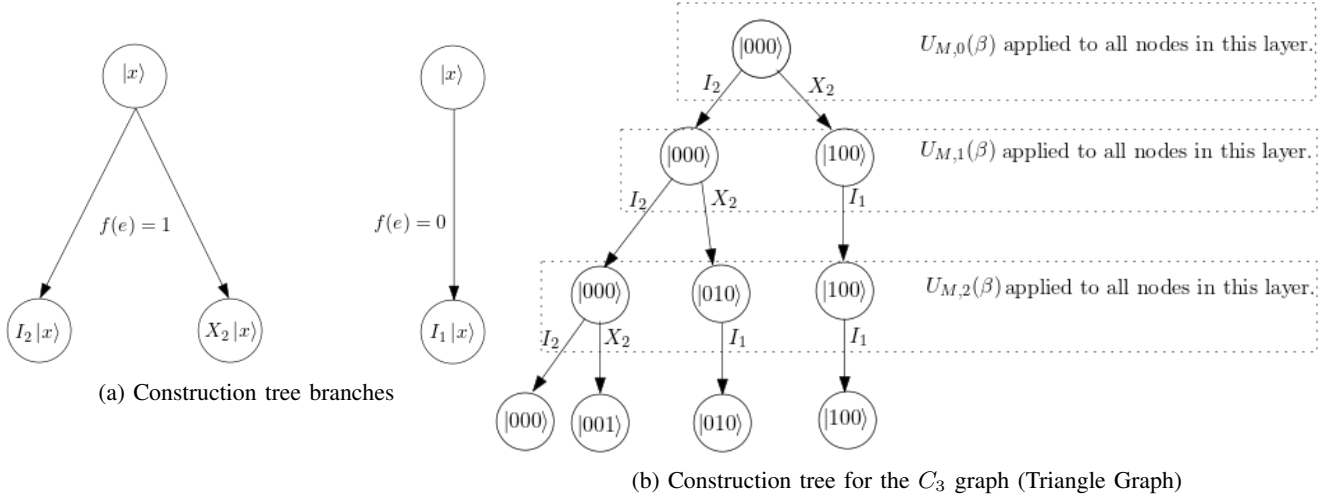 |x⟩
|x⟩
f(e) = 1
f(e) = 0
I₂ |x⟩
X₂ |x⟩
I₁ |x⟩
(a) Construction tree branches
|000⟩
U_{M,0}(β) applied to all nodes in this layer.
I₂
X₂
|000⟩
|100⟩
U_{M,1}(β) applied to all nodes in this layer.
I₂
X₂
I₁
|000⟩
|010⟩
|100⟩
U_{M,2}(β) applied to all nodes in this layer.
I₂
X₂
I₁
I₁
|000⟩
|001⟩
|010⟩
|100⟩
(b) Construction tree for the C₃ graph (Triangle Graph)